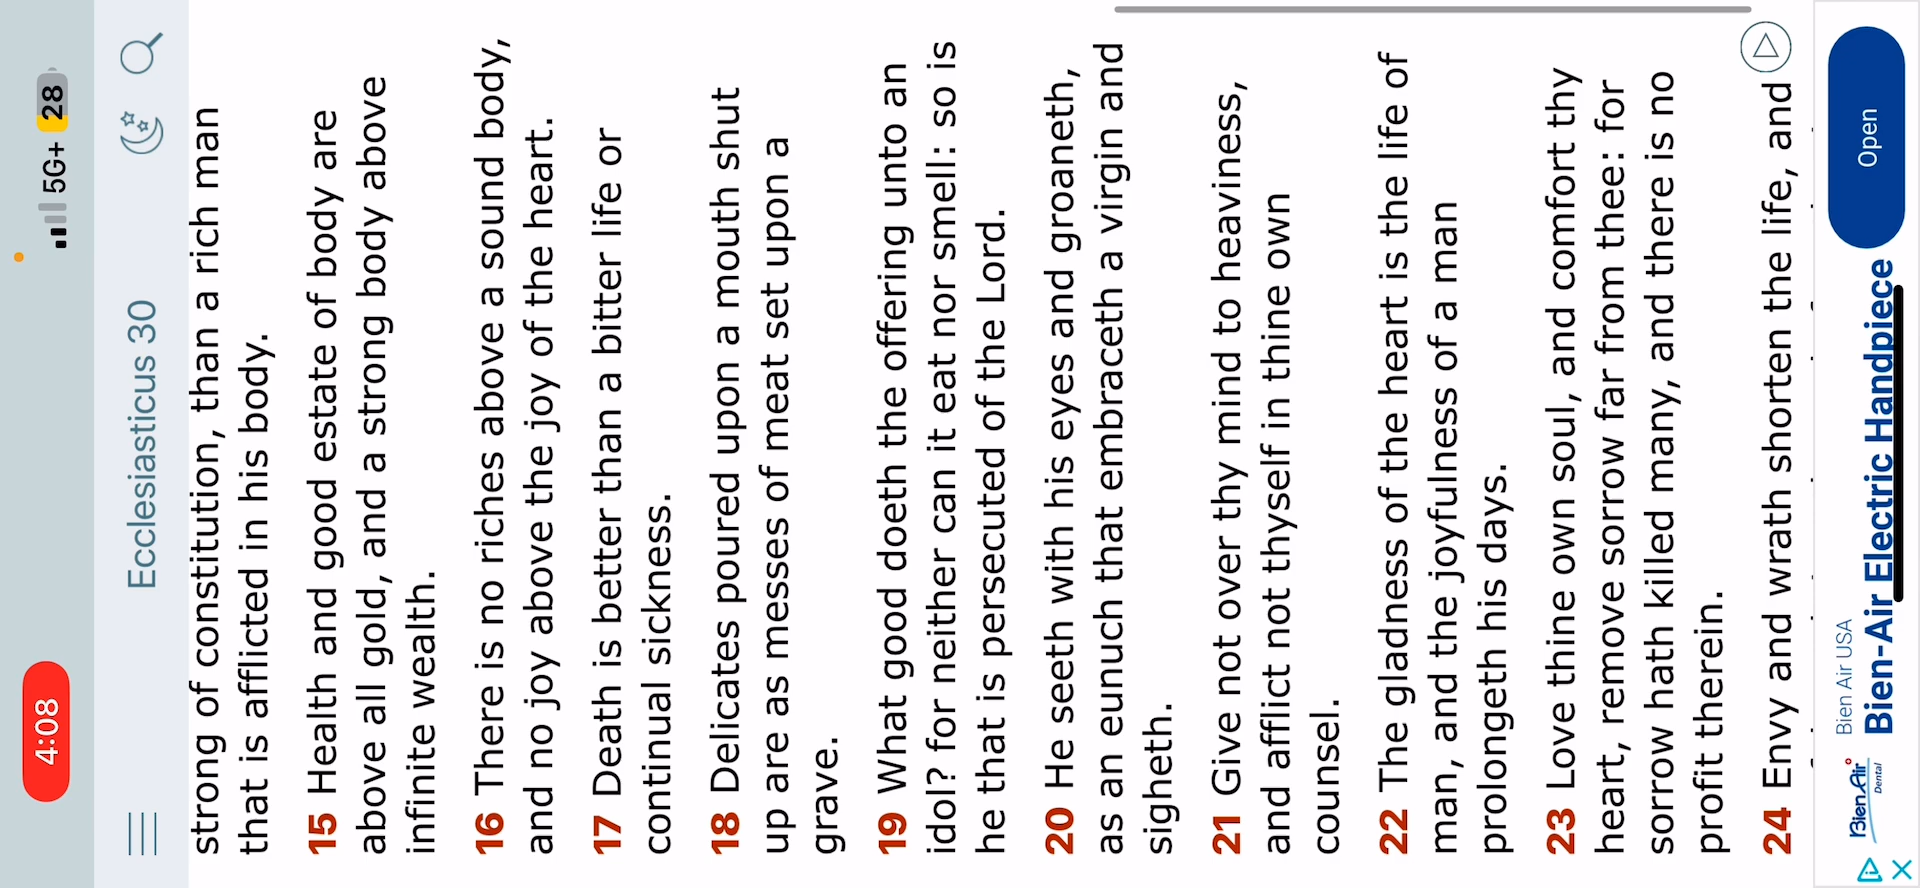 4:08
5G+ 28
Ecclesiasticus 30
strong of constitution, than a rich man
that is afflicted in his body.
15 Health and good estate of body are
above all gold, and a strong body above
infinite wealth.
16 There is no riches above a sound body,
and no joy above the joy of the heart.
17 Death is better than a bitter life or
continual sickness.
18 Delicates poured upon a mouth shut
up are as messes of meat set upon a
grave.
19 What good doeth the offering unto an
idol? for neither can it eat nor smell: so is
he that is persecuted of the Lord.
20 He seeth with his eyes and groaneth,
as an eunuch that embraceth a virgin and
sigheth.
21 Give not over thy mind to heaviness,
and afflict not thyself in thine own
counsel.
22 The gladness of the heart is the life of
man, and the joyfulness of a man
prolongeth his days.
23 Love thine own soul, and comfort thy
heart, remove sorrow far from thee: for
sorrow hath killed many, and there is no
profit therein.
24 Envy and wrath shorten the life, and
Bien Air
Dental
Bien Air USA
Bien-Air Electric Handpiece
Open